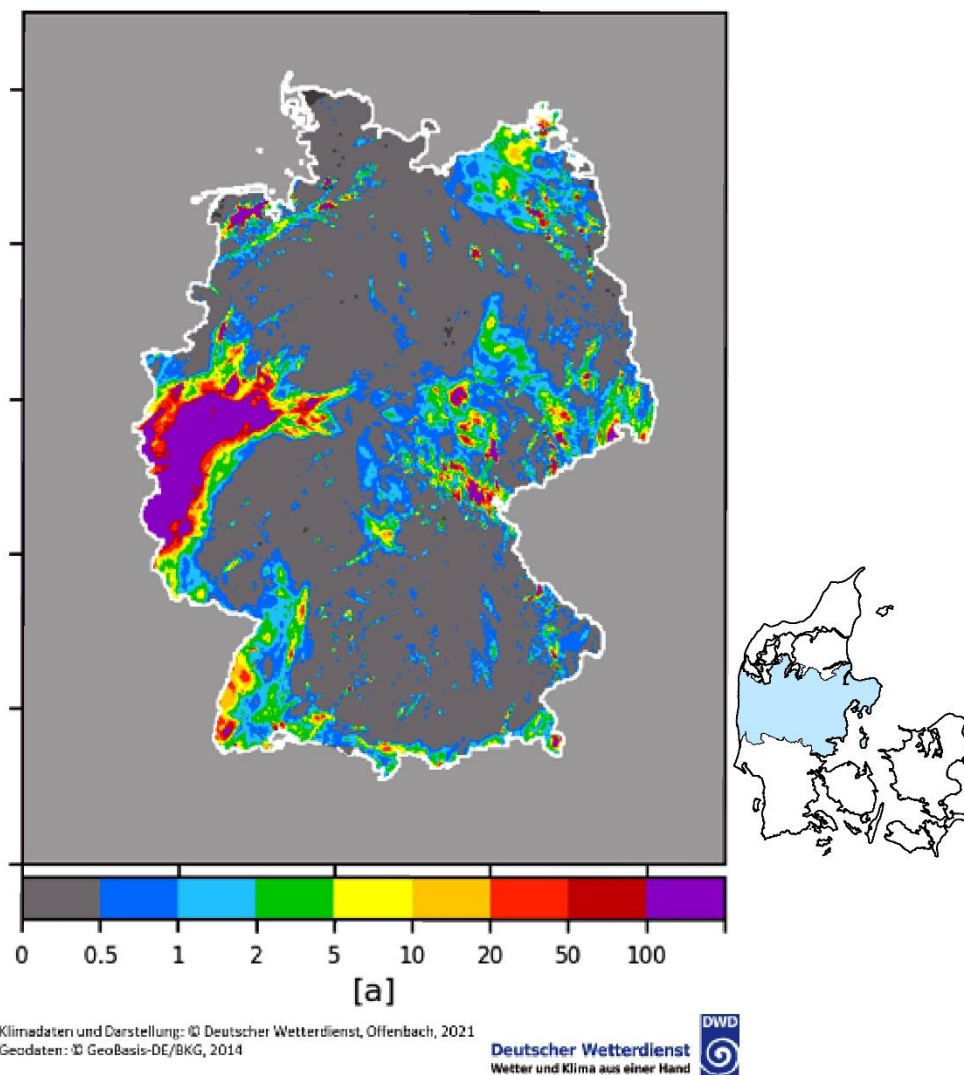 0 0.5 1 2 5 10 20 50 100
[a]
Klimadaten und Darstellung: © Deutscher Wetterdienst, Offenbach, 2021
Geodaten: © GeoBasis-DE/BKG, 2014
DWD
Deutscher Wetterdienst
Wetter und Klima aus einer Hand